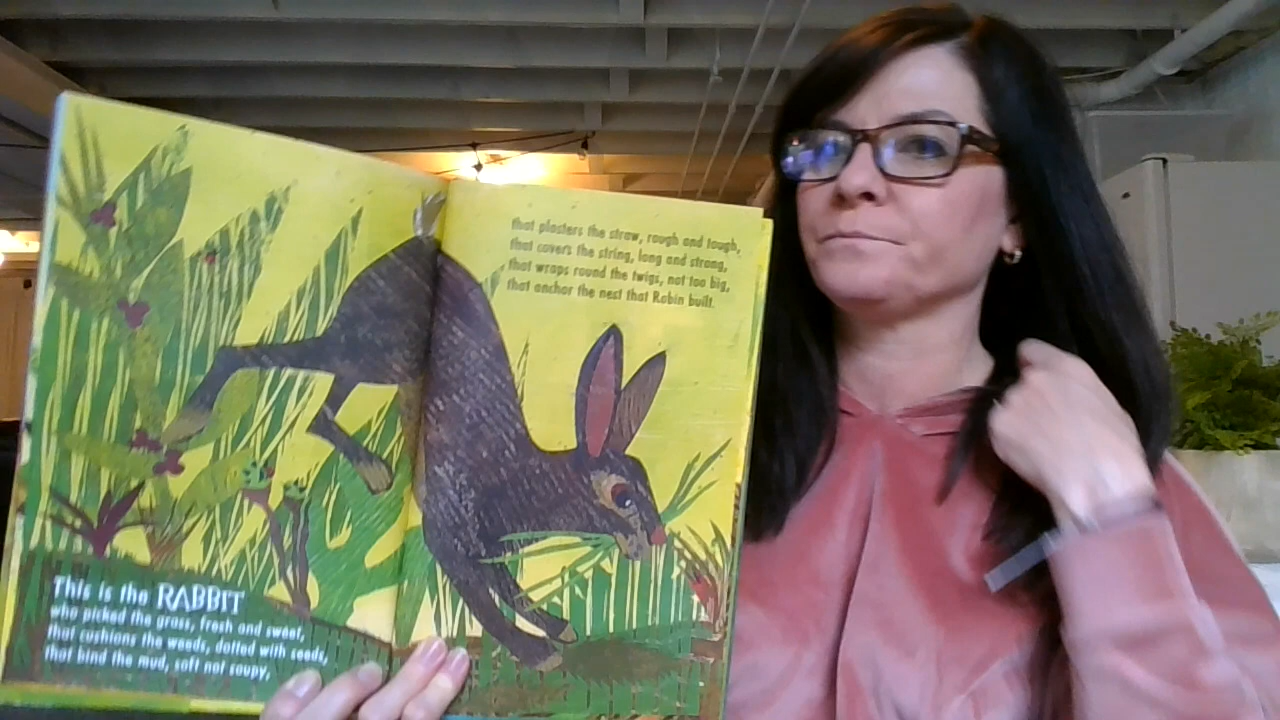 This is the RABBIT
who picked the grass, fresh and sweet,
that cushions the weeds, dotted with seeds,
that bind the mud, soft not soupy,
that plasters the straw, rough and tough,
that covers the string, long and strong,
that wraps round the twigs, not too big,
that anchor the nest that Robin built.